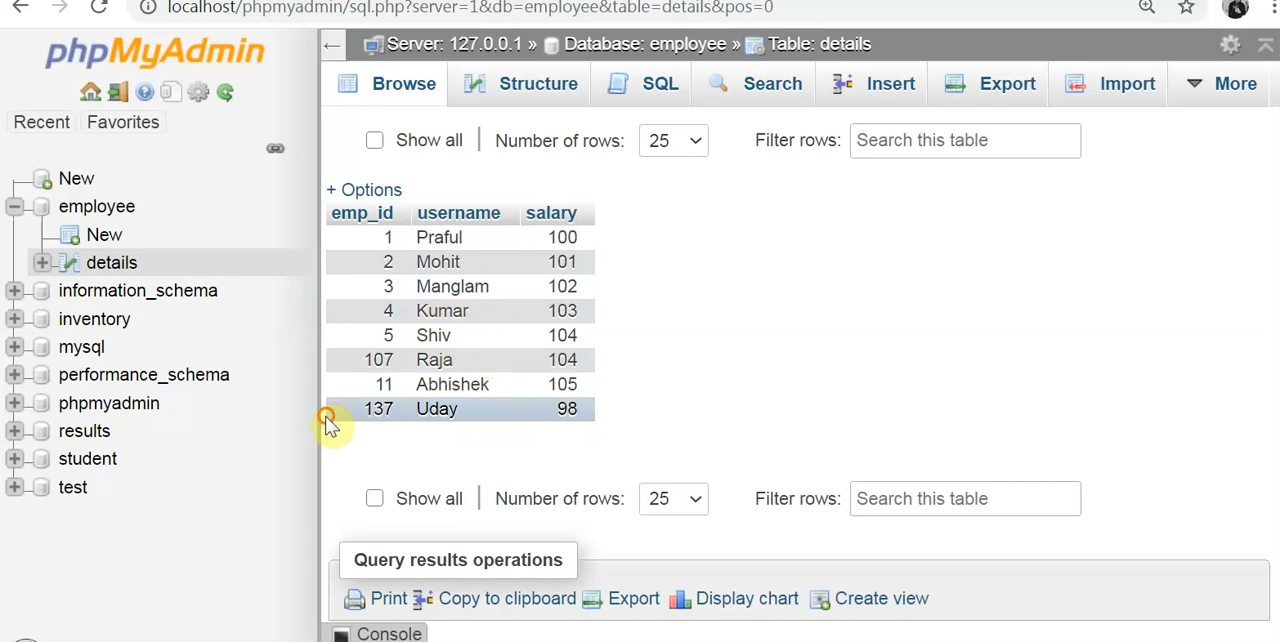 localhost/phpmyadmin/sql.php?server=1&db=employee&table=details&pos=0
phpMyAdmin
Recent Favorites
New
employee
New
details
information_schema
inventory
mysql
performance_schema
phpmyadmin
results
student
test
Server: 127.0.0.1 » Database: employee » Table: details
Browse Structure SQL Search Insert Export Import More
Show all Number of rows: 25 Filter rows: Search this table
+ Options
emp_id username salary
1 Praful 100
2 Mohit 101
3 Manglam 102
4 Kumar 103
5 Shiv 104
107 Raja 104
11 Abhishek 105
137 Uday 98
Show all Number of rows: 25 Filter rows: Search this table
Query results operations
Print Copy to clipboard Export Display chart Create view
Console